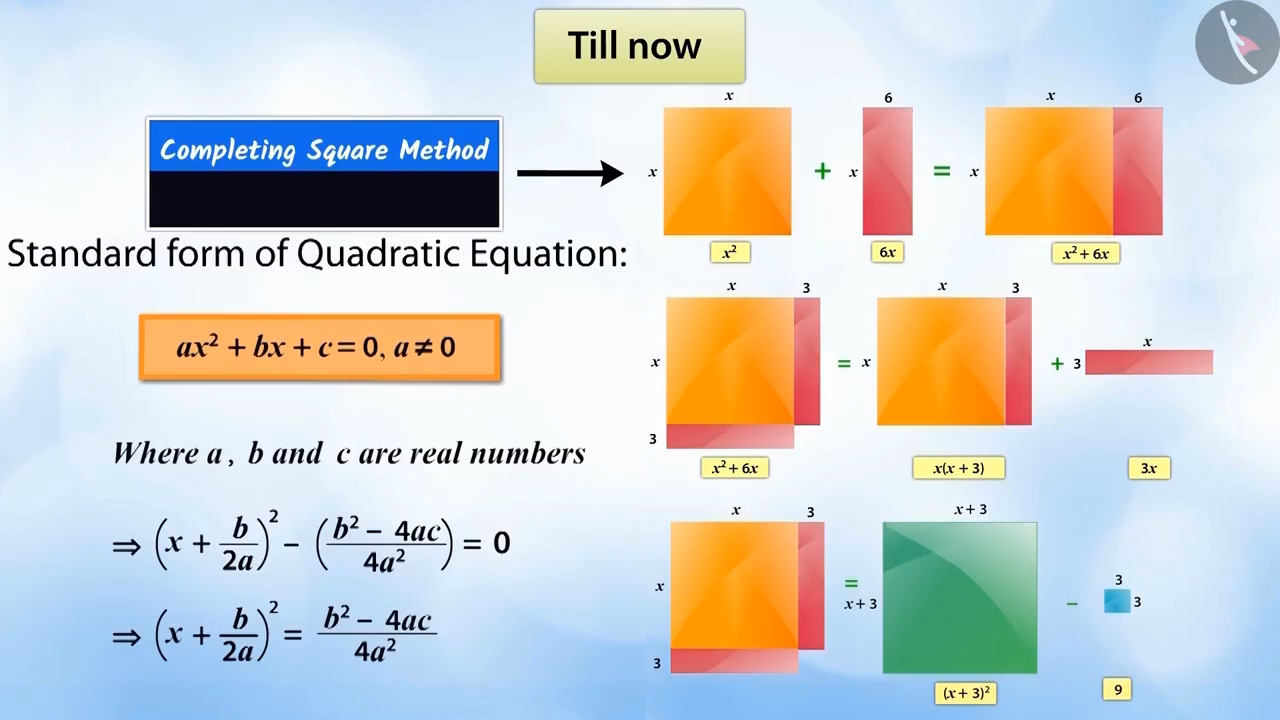 Till now
Completing Square Method
Standard form of Quadratic Equation:
ax² + bx + c = 0, a ≠ 0
Where a, b and c are real numbers
⇒ (x + b/2a)² − (b² − 4ac/4a²) = 0
⇒ (x + b/2a)² = b² − 4ac/4a²
x 6 x 6
x + x = x
x² 6x x² + 6x
x 3 x 3 x
x = x + 3
3
x² + 6x x(x + 3) 3x
x 3 x + 3
x = x + 3 − 3 3
3
(x + 3)² 9